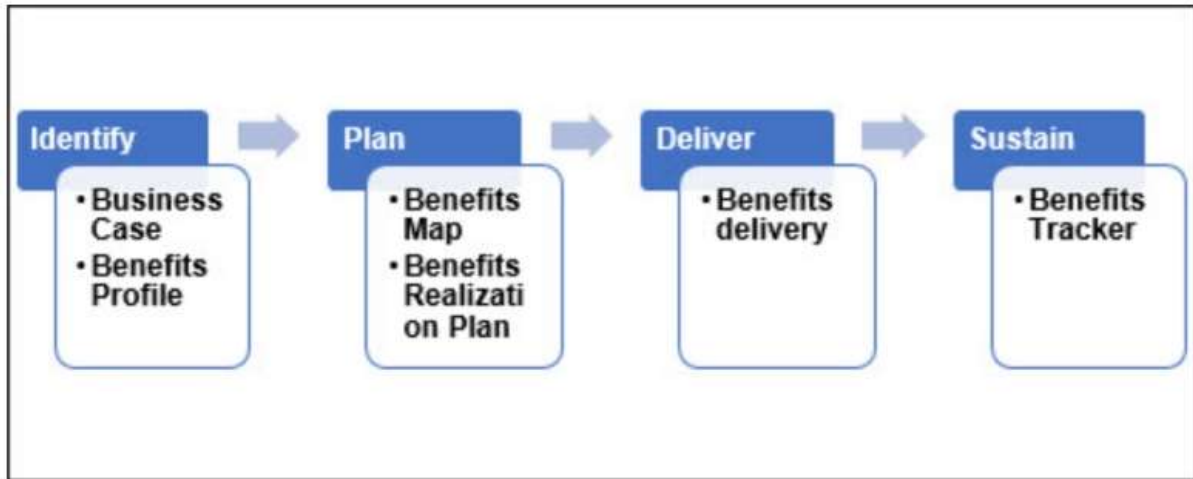 Identify
• Business
Case
• Benefits
Profile
Plan
• Benefits
Map
• Benefits
Realizati
on Plan
Deliver
• Benefits
delivery
Sustain
• Benefits
Tracker